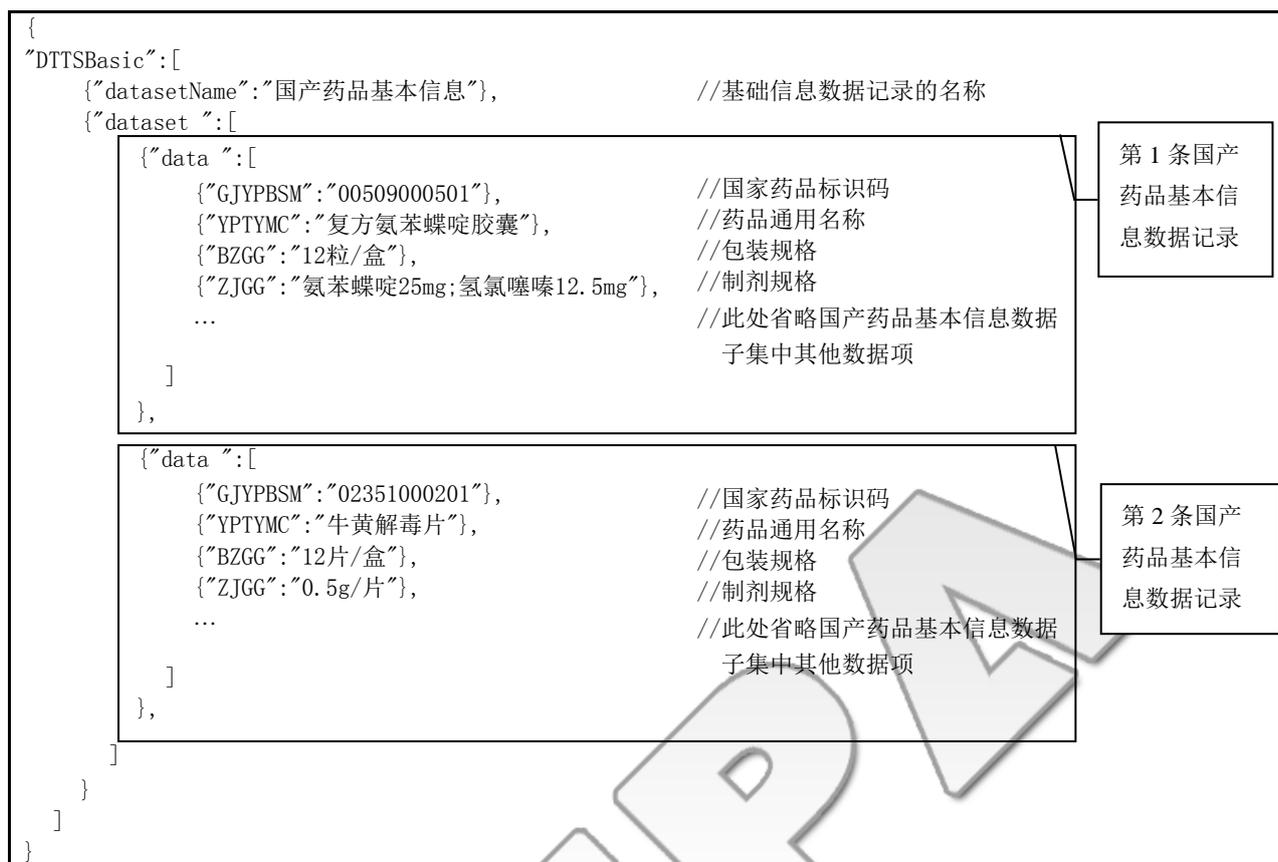 {
"DTTSBasic":[
{"datasetName":"国产药品基本信息"}, //基础信息数据记录的名称
{"dataset ":[
{"data ":[
{"GJYPBSM":"00509000501"}, //国家药品标识码
{"YPTYMC":"复方氨苯蝶啶胶囊"}, //药品通用名称
{"BZGG":"12粒/盒"}, //包装规格
{"ZJGG":"氨苯蝶啶25mg;氢氯噻嗪12.5mg"}, //制剂规格
… //此处省略国产药品基本信息数据
子集中其他数据项
]
},
第 1 条国产
药品基本信
息数据记录
{"data ":[
{"GJYPBSM":"02351000201"}, //国家药品标识码
{"YPTYMC":"牛黄解毒片"}, //药品通用名称
{"BZGG":"12片/盒"}, //包装规格
{"ZJGG":"0.5g/片"}, //制剂规格
… //此处省略国产药品基本信息数据
子集中其他数据项
]
},
第 2 条国产
药品基本信
息数据记录
]
}
]
}
PA